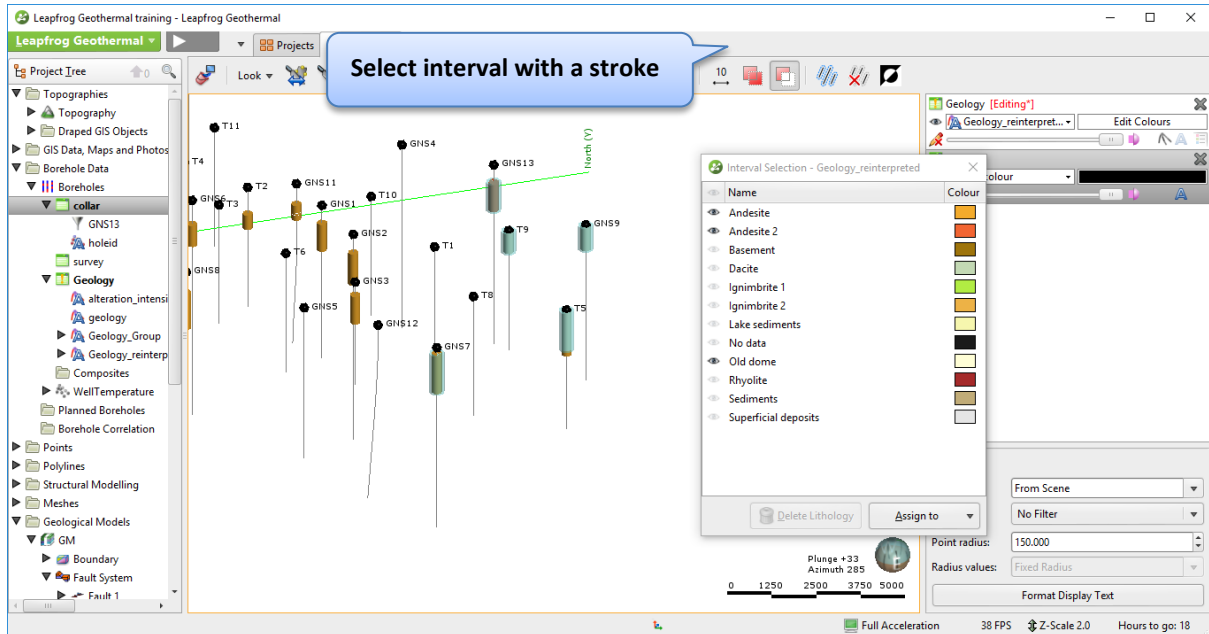 Leapfrog Geothermal training - Leapfrog Geothermal
Leapfrog Geothermal
Projects
Select interval with a stroke
Project Tree
0
Look
10
Topographies
Topography
Draped GIS Objects
GIS Data, Maps and Photos
Borehole Data
Boreholes
collar
GNS13
holeid
survey
Geology
alteration_intensi
geology
Geology_Group
Geology_reinterp
Composites
WellTemperature
Planned Boreholes
Borehole Correlation
Points
Polylines
Structural Modelling
Meshes
Geological Models
GM
Boundary
Fault System
Fault 1
T11
GNS4
North (Y)
T4
GNS13
T2
GNS11
T10
GNS6
T3
GNS1
GNS9
T9
GNS2
T1
T6
GNS8
GNS3
T8
GNS5
T5
GNS12
GNS7
Plunge +33
Azimuth 285
0 1250 2500 3750 5000
Interval Selection - Geology_reinterpreted
Name Colour
Andesite
Andesite 2
Basement
Dacite
Ignimbrite 1
Ignimbrite 2
Lake sediments
No data
Old dome
Rhyolite
Sediments
Superficial deposits
Delete Lithology
Assign to
Geology [Editing*]
Geology_reinterpret...
Edit Colours
olour
From Scene
No Filter
Point radius: 150.000
Radius values: Fixed Radius
Format Display Text
Full Acceleration
38 FPS
Z-Scale 2.0
Hours to go: 18